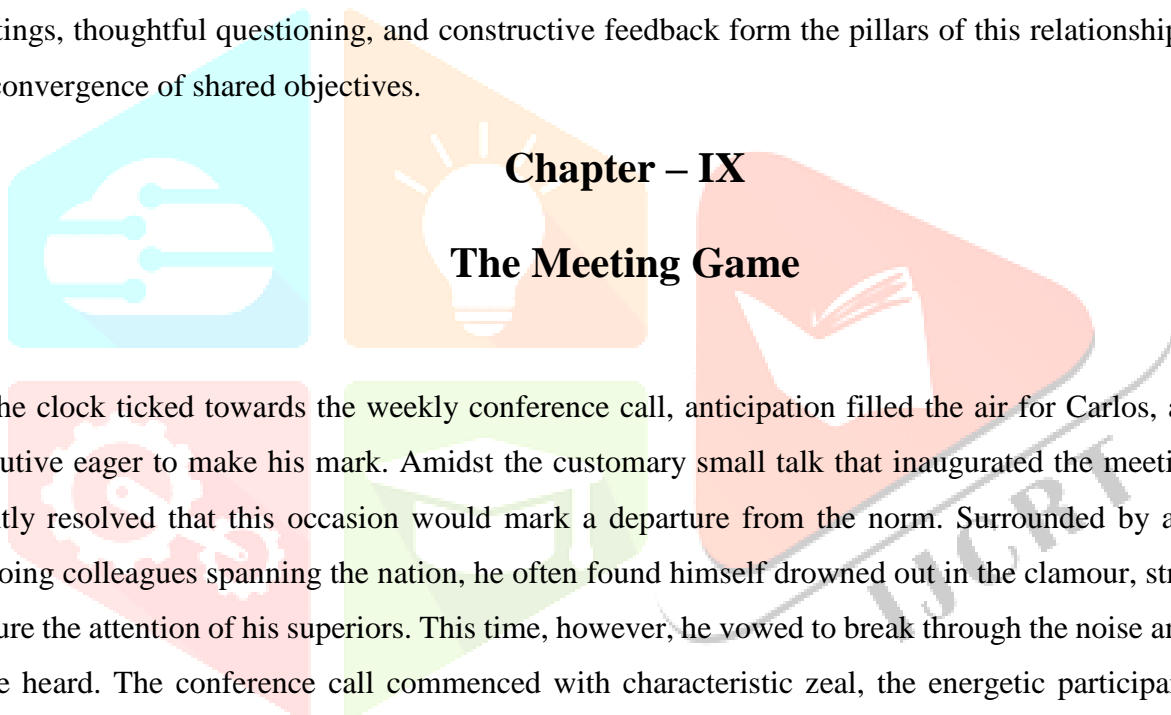 tings, thoughtful questioning, and constructive feedback form the pillars of this relationship
convergence of shared objectives.
Chapter – IX
The Meeting Game
he clock ticked towards the weekly conference call, anticipation filled the air for Carlos, a
utive eager to make his mark. Amidst the customary small talk that inaugurated the meeti
ntly resolved that this occasion would mark a departure from the norm. Surrounded by a
oing colleagues spanning the nation, he often found himself drowned out in the clamour, str
ure the attention of his superiors. This time, however, he vowed to break through the noise an
e heard. The conference call commenced with characteristic zeal, the energetic participa
IJCRT